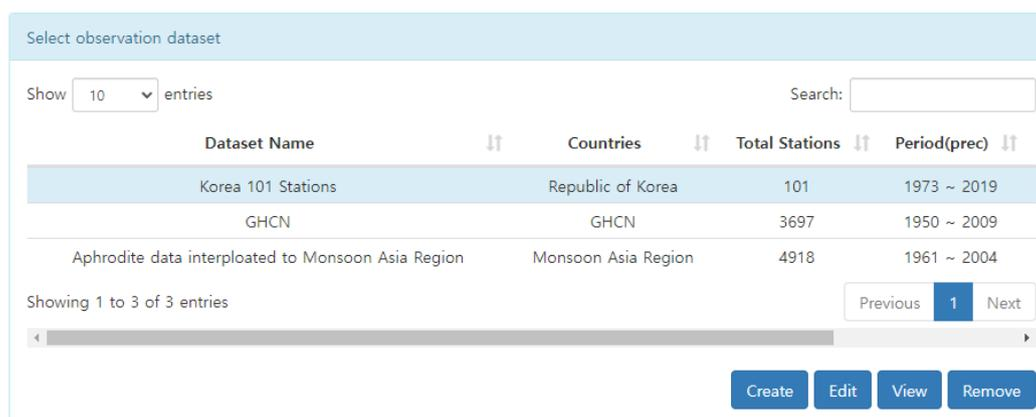 Select observation dataset
Show 10 entries Search:
Dataset Name Countries Total Stations Period(prec)
Korea 101 Stations Republic of Korea 101 1973 ~ 2019
GHCN GHCN 3697 1950 ~ 2009
Aphrodite data interploated to Monsoon Asia Region Monsoon Asia Region 4918 1961 ~ 2004
Showing 1 to 3 of 3 entries Previous 1 Next
Create Edit View Remove